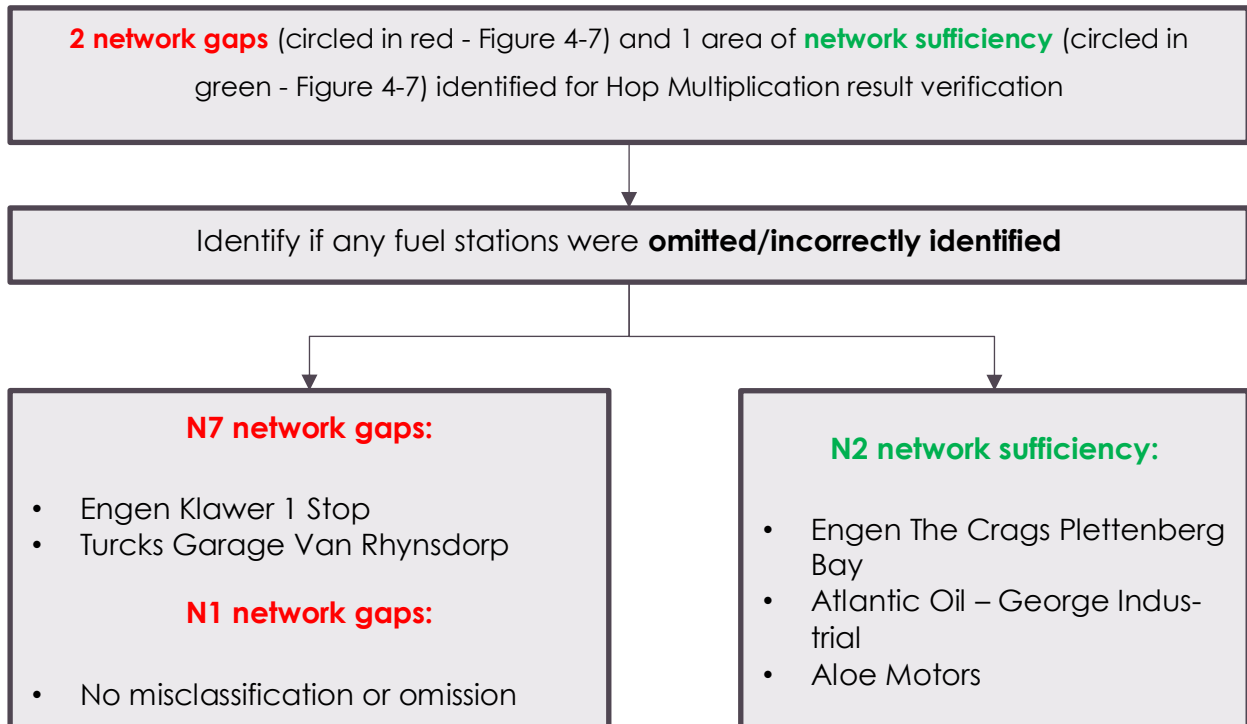 2 network gaps (circled in red - Figure 4-7) and 1 area of network sufficiency (circled in
green - Figure 4-7) identified for Hop Multiplication result verification
Identify if any fuel stations were omitted/incorrectly identified
N7 network gaps:
• Engen Klawer 1 Stop
• Turcks Garage Van Rhynsdorp
N1 network gaps:
• No misclassification or omission
N2 network sufficiency:
• Engen The Crags Plettenberg
Bay
• Atlantic Oil – George Indus-
trial
• Aloe Motors